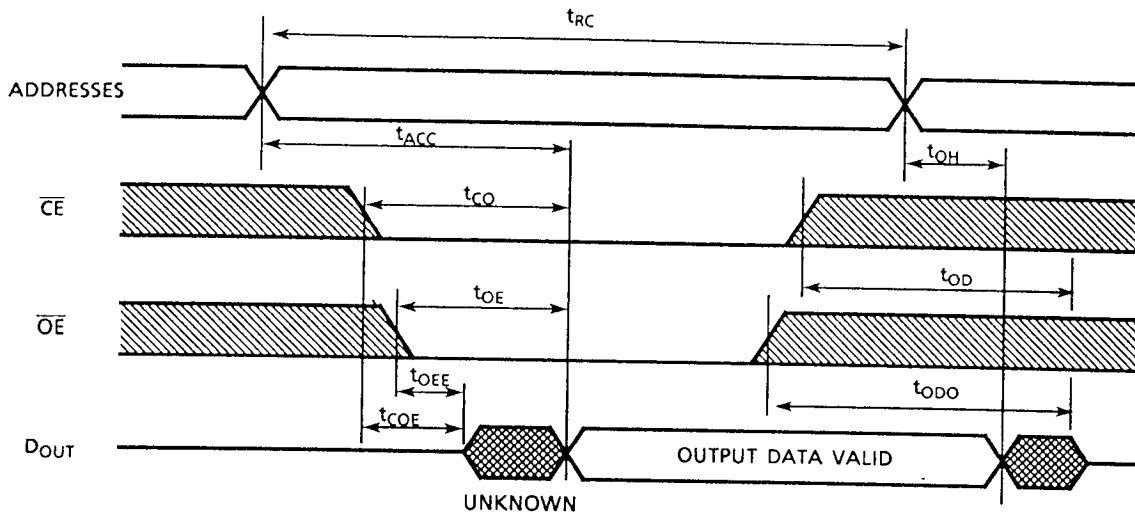 tRC
ADDRESSES
tACC
tOH
CE
tCO
tOD
OE
tOE
tOEE
tODO
tCOE
DOUT
OUTPUT DATA VALID
UNKNOWN